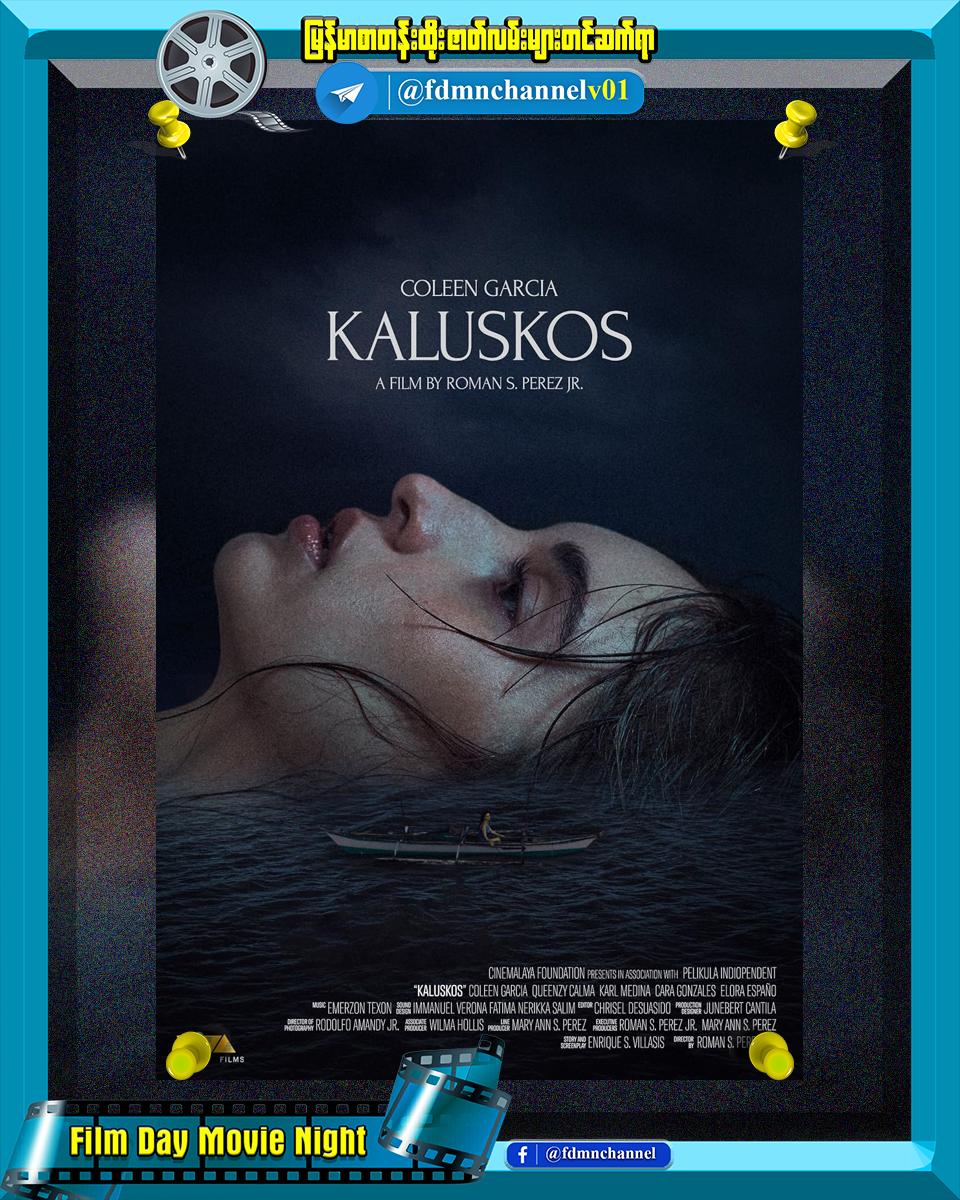 မြန်မာစာတန်းထိုးဇာတ်လမ်းများတင်ဆက်ရာ
@fdmnchannelv01
COLEEN GARCIA
KALUSKOS
A FILM BY ROMAN S. PEREZ JR.
CINEMALAYA FOUNDATION PRESENTS IN ASSOCIATION WITH PELIKULA INDIOPENDENT
"KALUSKOS" COLEEN GARCIA QUEENZY CALMA KARL MEDINA CARA GONZALES ELORA ESPAÑO
MUSIC EMERZON TEXON SOUND DESIGN IMMANUEL VERONA FATIMA NERIKKA SALIM EDITOR CHRISEL DESUASIDO PRODUCTION DESIGNER JUNEBERT CANTILA
DIRECTOR OF PHOTOGRAPHY RODOLFO AMANDY JR. ASSOCIATE PRODUCER WILMA HOLLIS LINE PRODUCER MARY ANN S. PEREZ EXECUTIVE PRODUCERS ROMAN S. PEREZ JR. MARY ANN S. PEREZ
STORY AND SCREENPLAY ENRIQUE S. VILLASIS DIRECTOR BY ROMAN S.
FILMS
Film Day Movie Night
@fdmnchannel